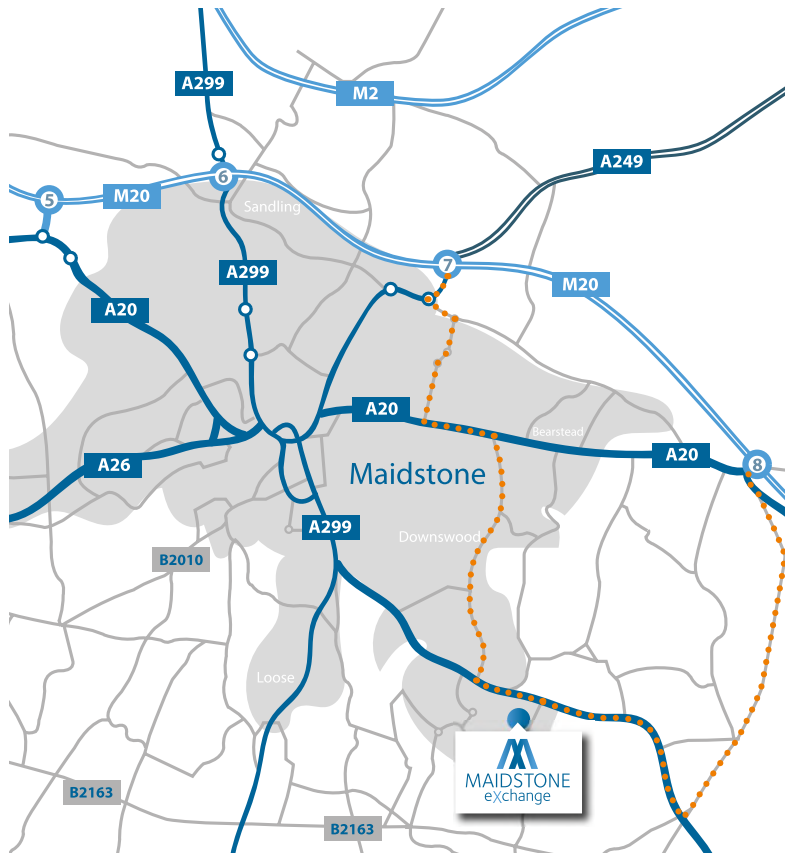 A299
M2
A249
6
5
M20
Sandling
7
A299
M20
A20
A20
Bearstead
A20
8
A26
Maidstone
A299
Downswood
B2010
Loose
MAIDSTONE
eXchange
B2163
B2163